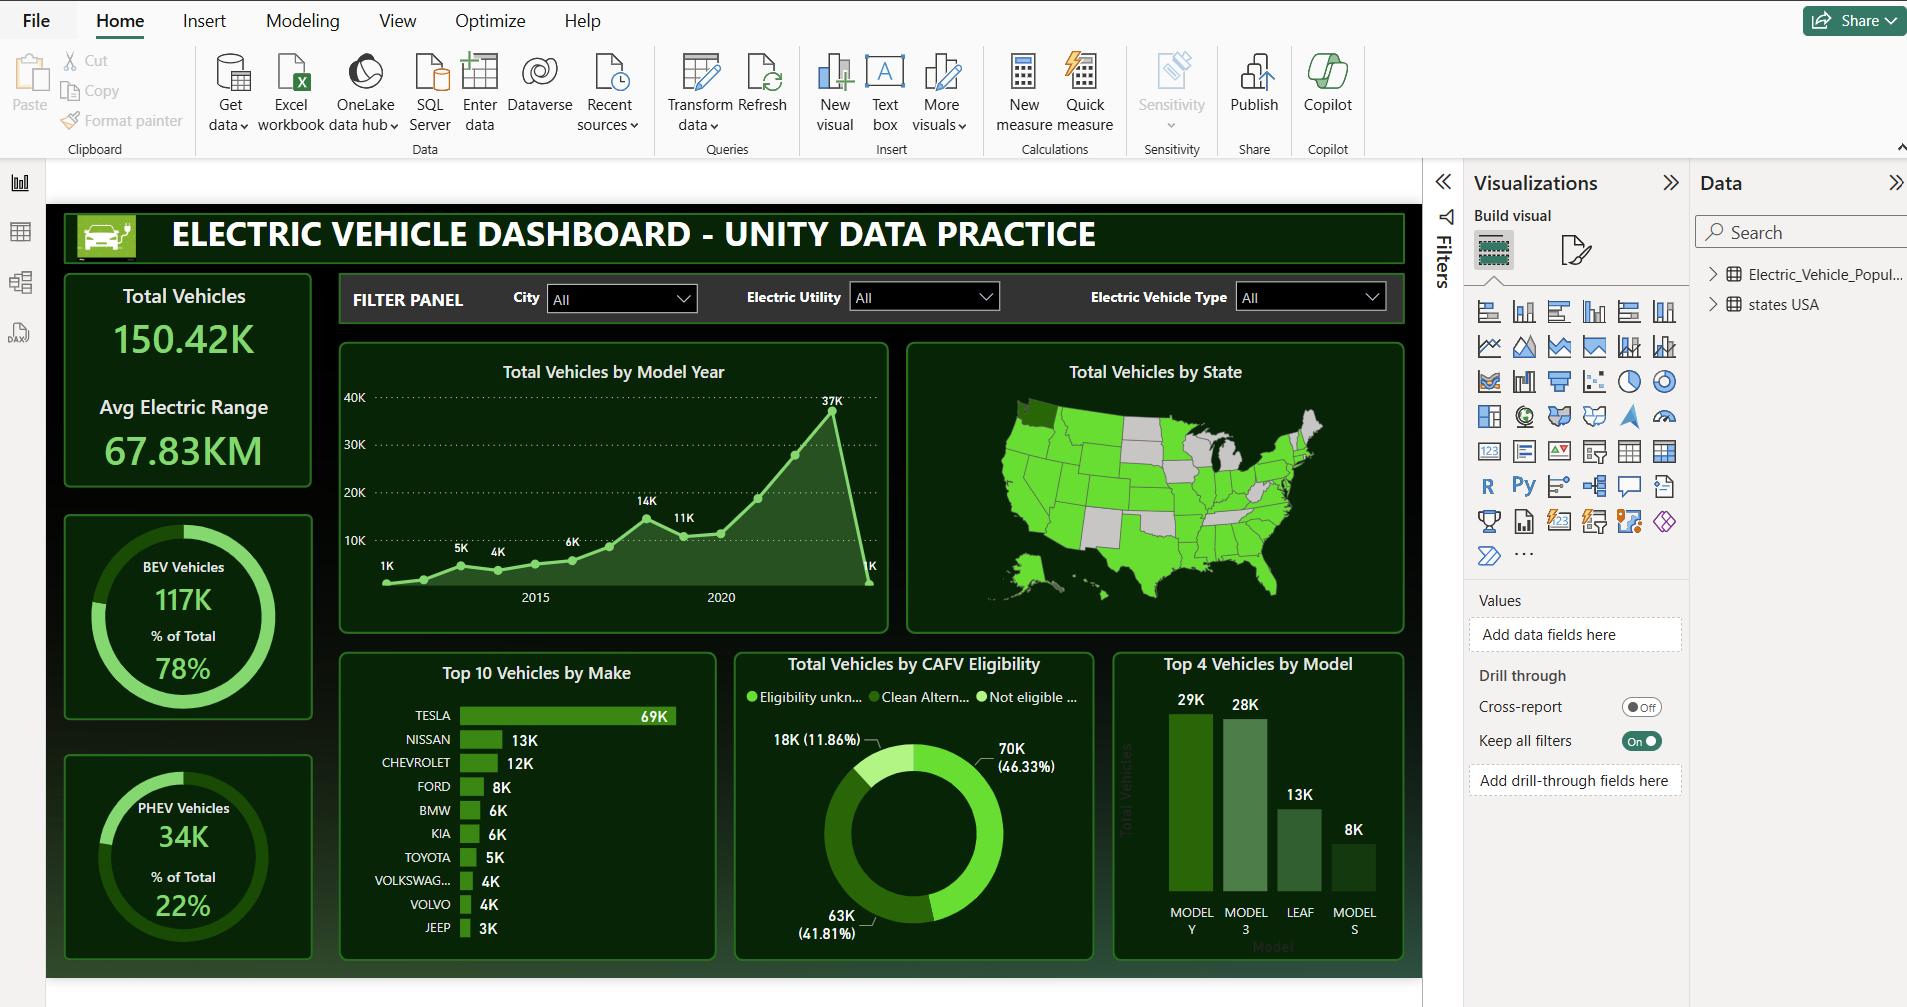 File Home Insert Modeling View Optimize Help
Share
Paste
Cut
Copy
Format painter
Clipboard
Get data
Excel workbook
OneLake data hub
SQL Server
Enter data
Dataverse
Recent sources
Data
Transform data
Refresh
Queries
New visual
Text box
More visuals
Insert
New measure
Quick measure
Calculations
Sensitivity
Sensitivity
Publish
Share
Copilot
Copilot
ELECTRIC VEHICLE DASHBOARD - UNITY DATA PRACTICE
Total Vehicles
150.42K
Avg Electric Range
67.83KM
FILTER PANEL
City All
Electric Utility All
Electric Vehicle Type All
BEV Vehicles
117K
% of Total
78%
PHEV Vehicles
34K
% of Total
22%
Total Vehicles by Model Year
40K
30K
20K
10K
1K
5K
4K
6K
14K
11K
37K
1K
2015
2020
Total Vehicles by State
Top 10 Vehicles by Make
TESLA 69K
NISSAN 13K
CHEVROLET 12K
FORD 8K
BMW 6K
KIA 6K
TOYOTA 5K
VOLKSWAG... 4K
VOLVO 4K
JEEP 3K
Total Vehicles by CAFV Eligibility
Eligibility unkn... Clean Altern... Not eligible ...
18K (11.86%)
70K
(46.33%)
63K
(41.81%)
Top 4 Vehicles by Model
Total Vehicles
29K
28K
13K
8K
MODEL Y
MODEL 3
LEAF
MODEL S
Model
Filters
Visualizations
Build visual
123
R
Py
123
Values
Add data fields here
Drill through
Cross-report Off
Keep all filters On
Add drill-through fields here
Data
Search
Electric_Vehicle_Popul...
states USA
DAX
X
A